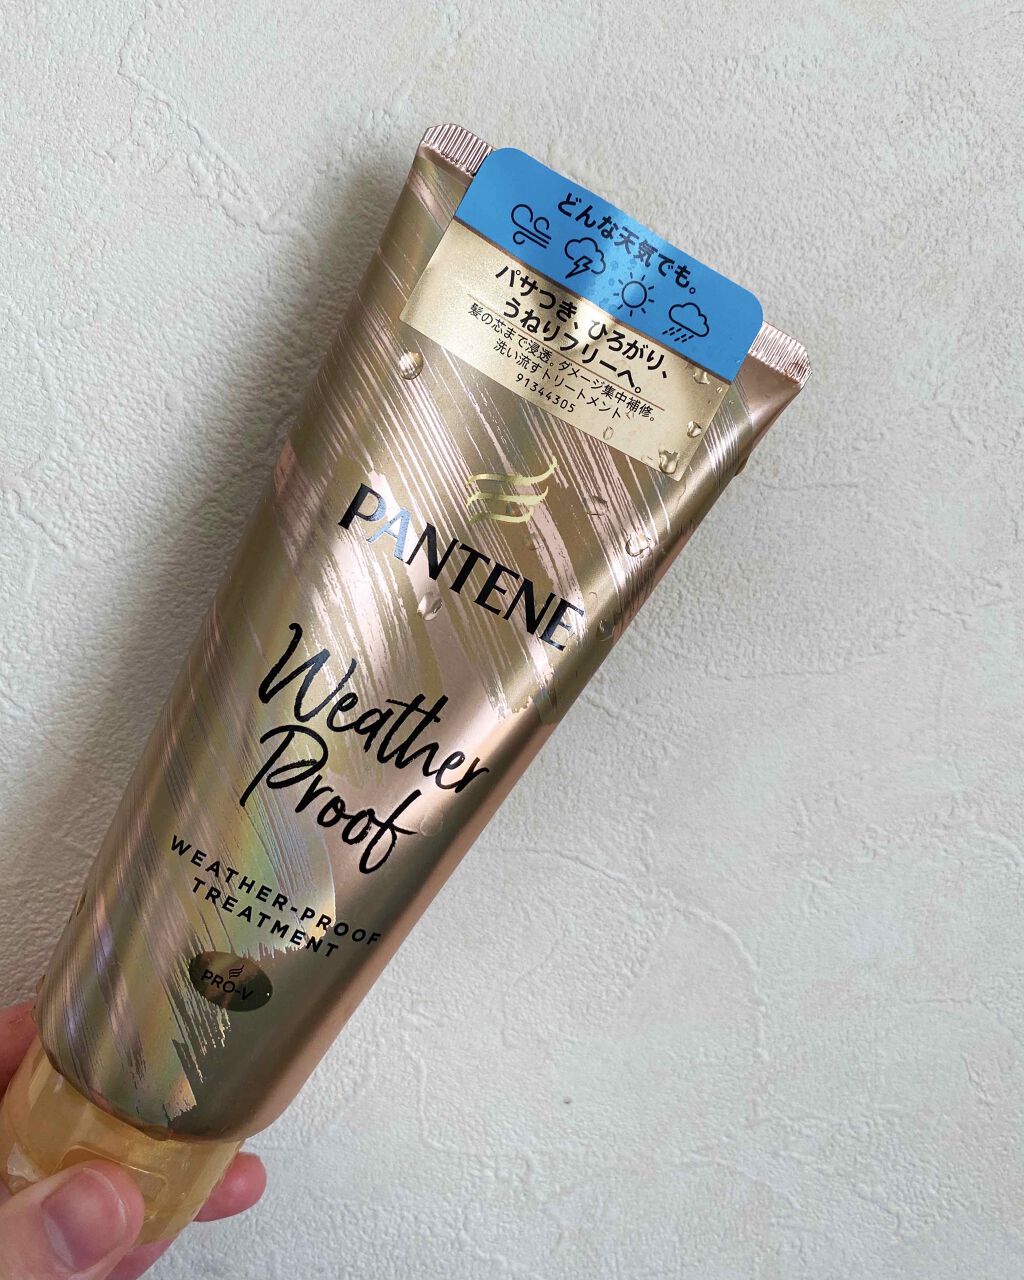 どんな天気でも。
パサつき、ひろがり、
うねりフリーへ。
髪の芯まで浸透。ダメージ集中補修。
洗い流すトリートメント
91344305
PANTENE
Weather
Proof
WEATHER-PROOF
TREATMENT
PRO-V